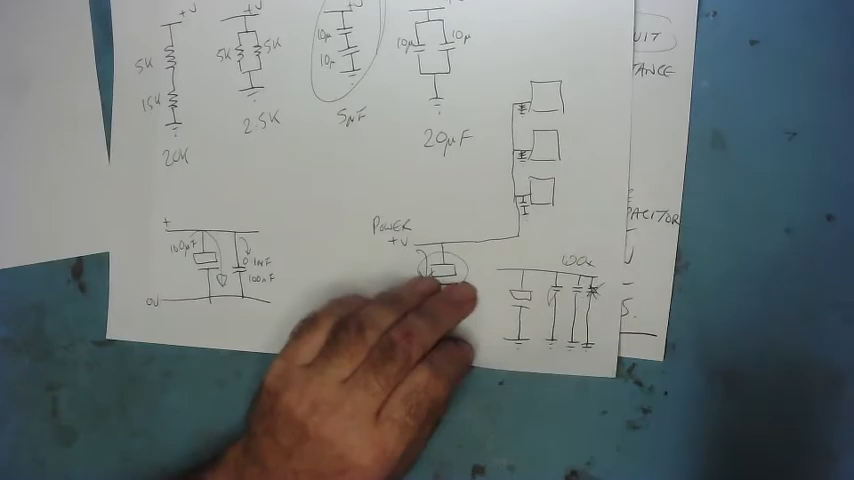 +V
5K
15K
20K
+V
5K
5K
2.5K
+V
10µ
10µ
5µF
10µ
10µ
20µF
+
100µF
0.1µF
100nF
0V
POWER
+V
UIT
TANCE
PACITOR
S.